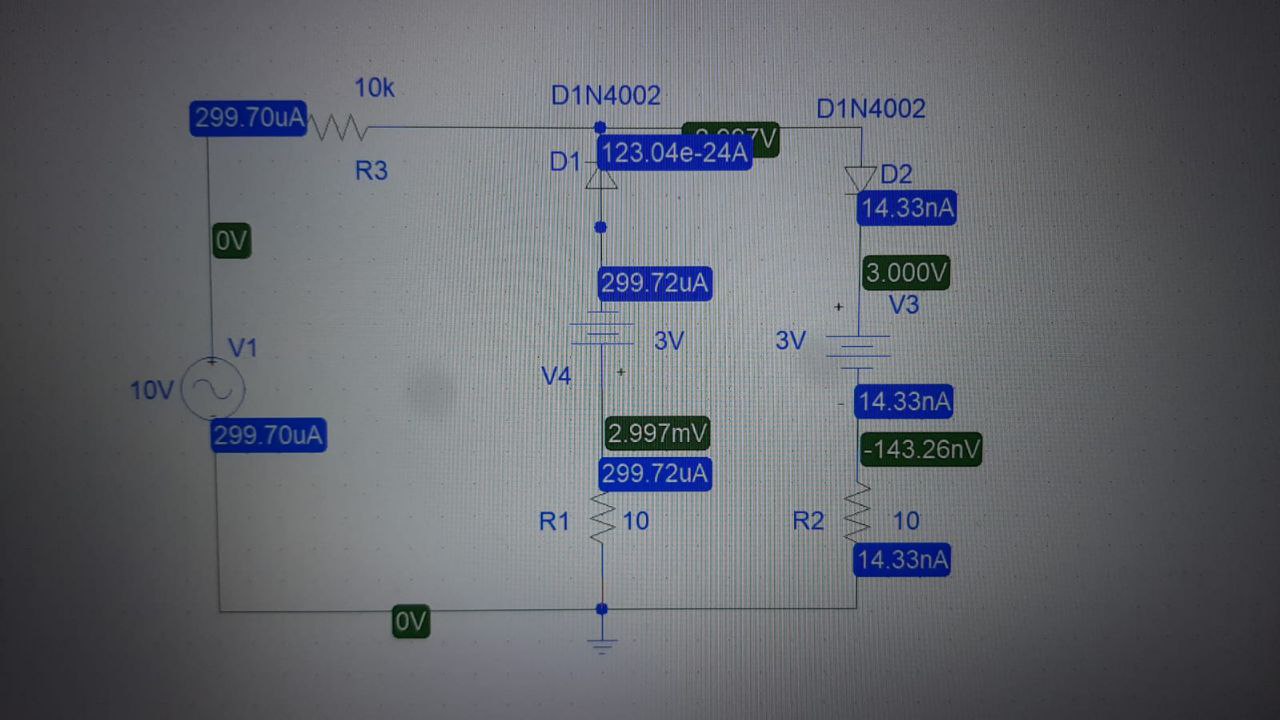 10k
D1N4002
D1N4002
299.70uA
R3
D1
123.04e-24A
D2
14.33nA
0V
299.72uA
3.000V
+
V3
V1
+
10V
-
3V
3V
V4
+
299.70uA
-
14.33nA
2.997mV
-143.26nV
299.72uA
R1
10
R2
10
14.33nA
0V